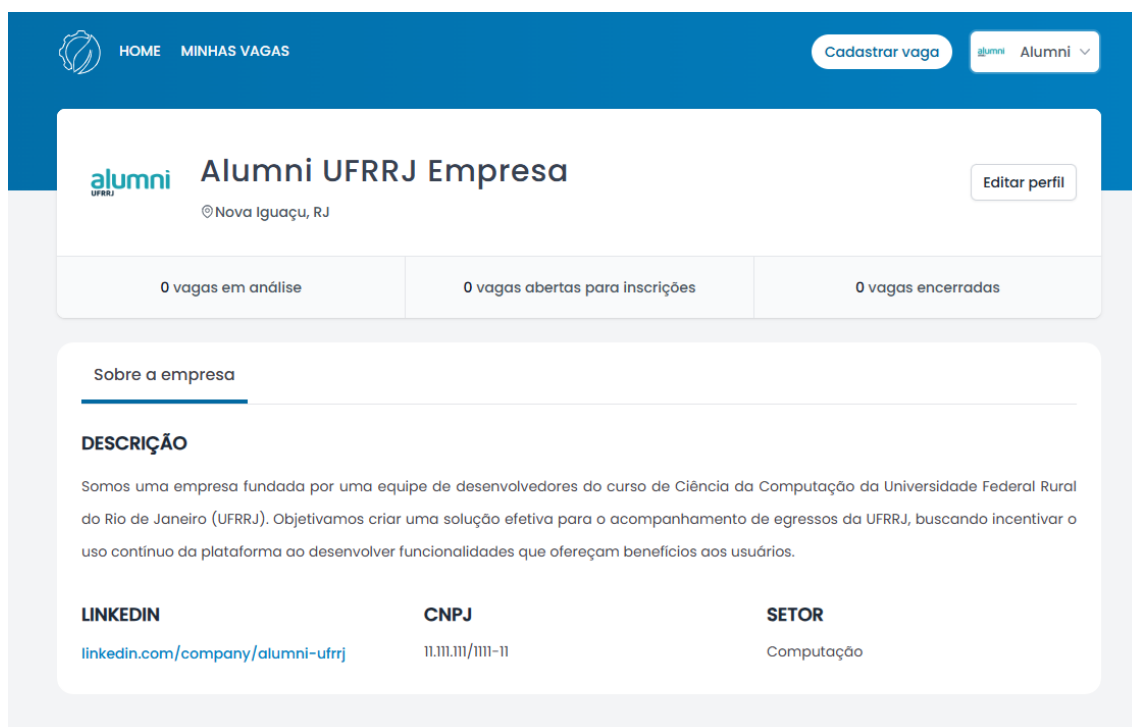 HOME MINHAS VAGAS Cadastrar vaga alumni Alumni
alumni
UFRRJ
Alumni UFRRJ Empresa
Nova Iguaçu, RJ
Editar perfil
0 vagas em análise 0 vagas abertas para inscrições 0 vagas encerradas
Sobre a empresa
DESCRIÇÃO
Somos uma empresa fundada por uma equipe de desenvolvedores do curso de Ciência da Computação da Universidade Federal Rural
do Rio de Janeiro (UFRRJ). Objetivamos criar uma solução efetiva para o acompanhamento de egressos da UFRRJ, buscando incentivar o
uso contínuo da plataforma ao desenvolver funcionalidades que ofereçam benefícios aos usuários.
LINKEDIN CNPJ SETOR
linkedin.com/company/alumni-ufrrj 11.111.111/1111-11 Computação